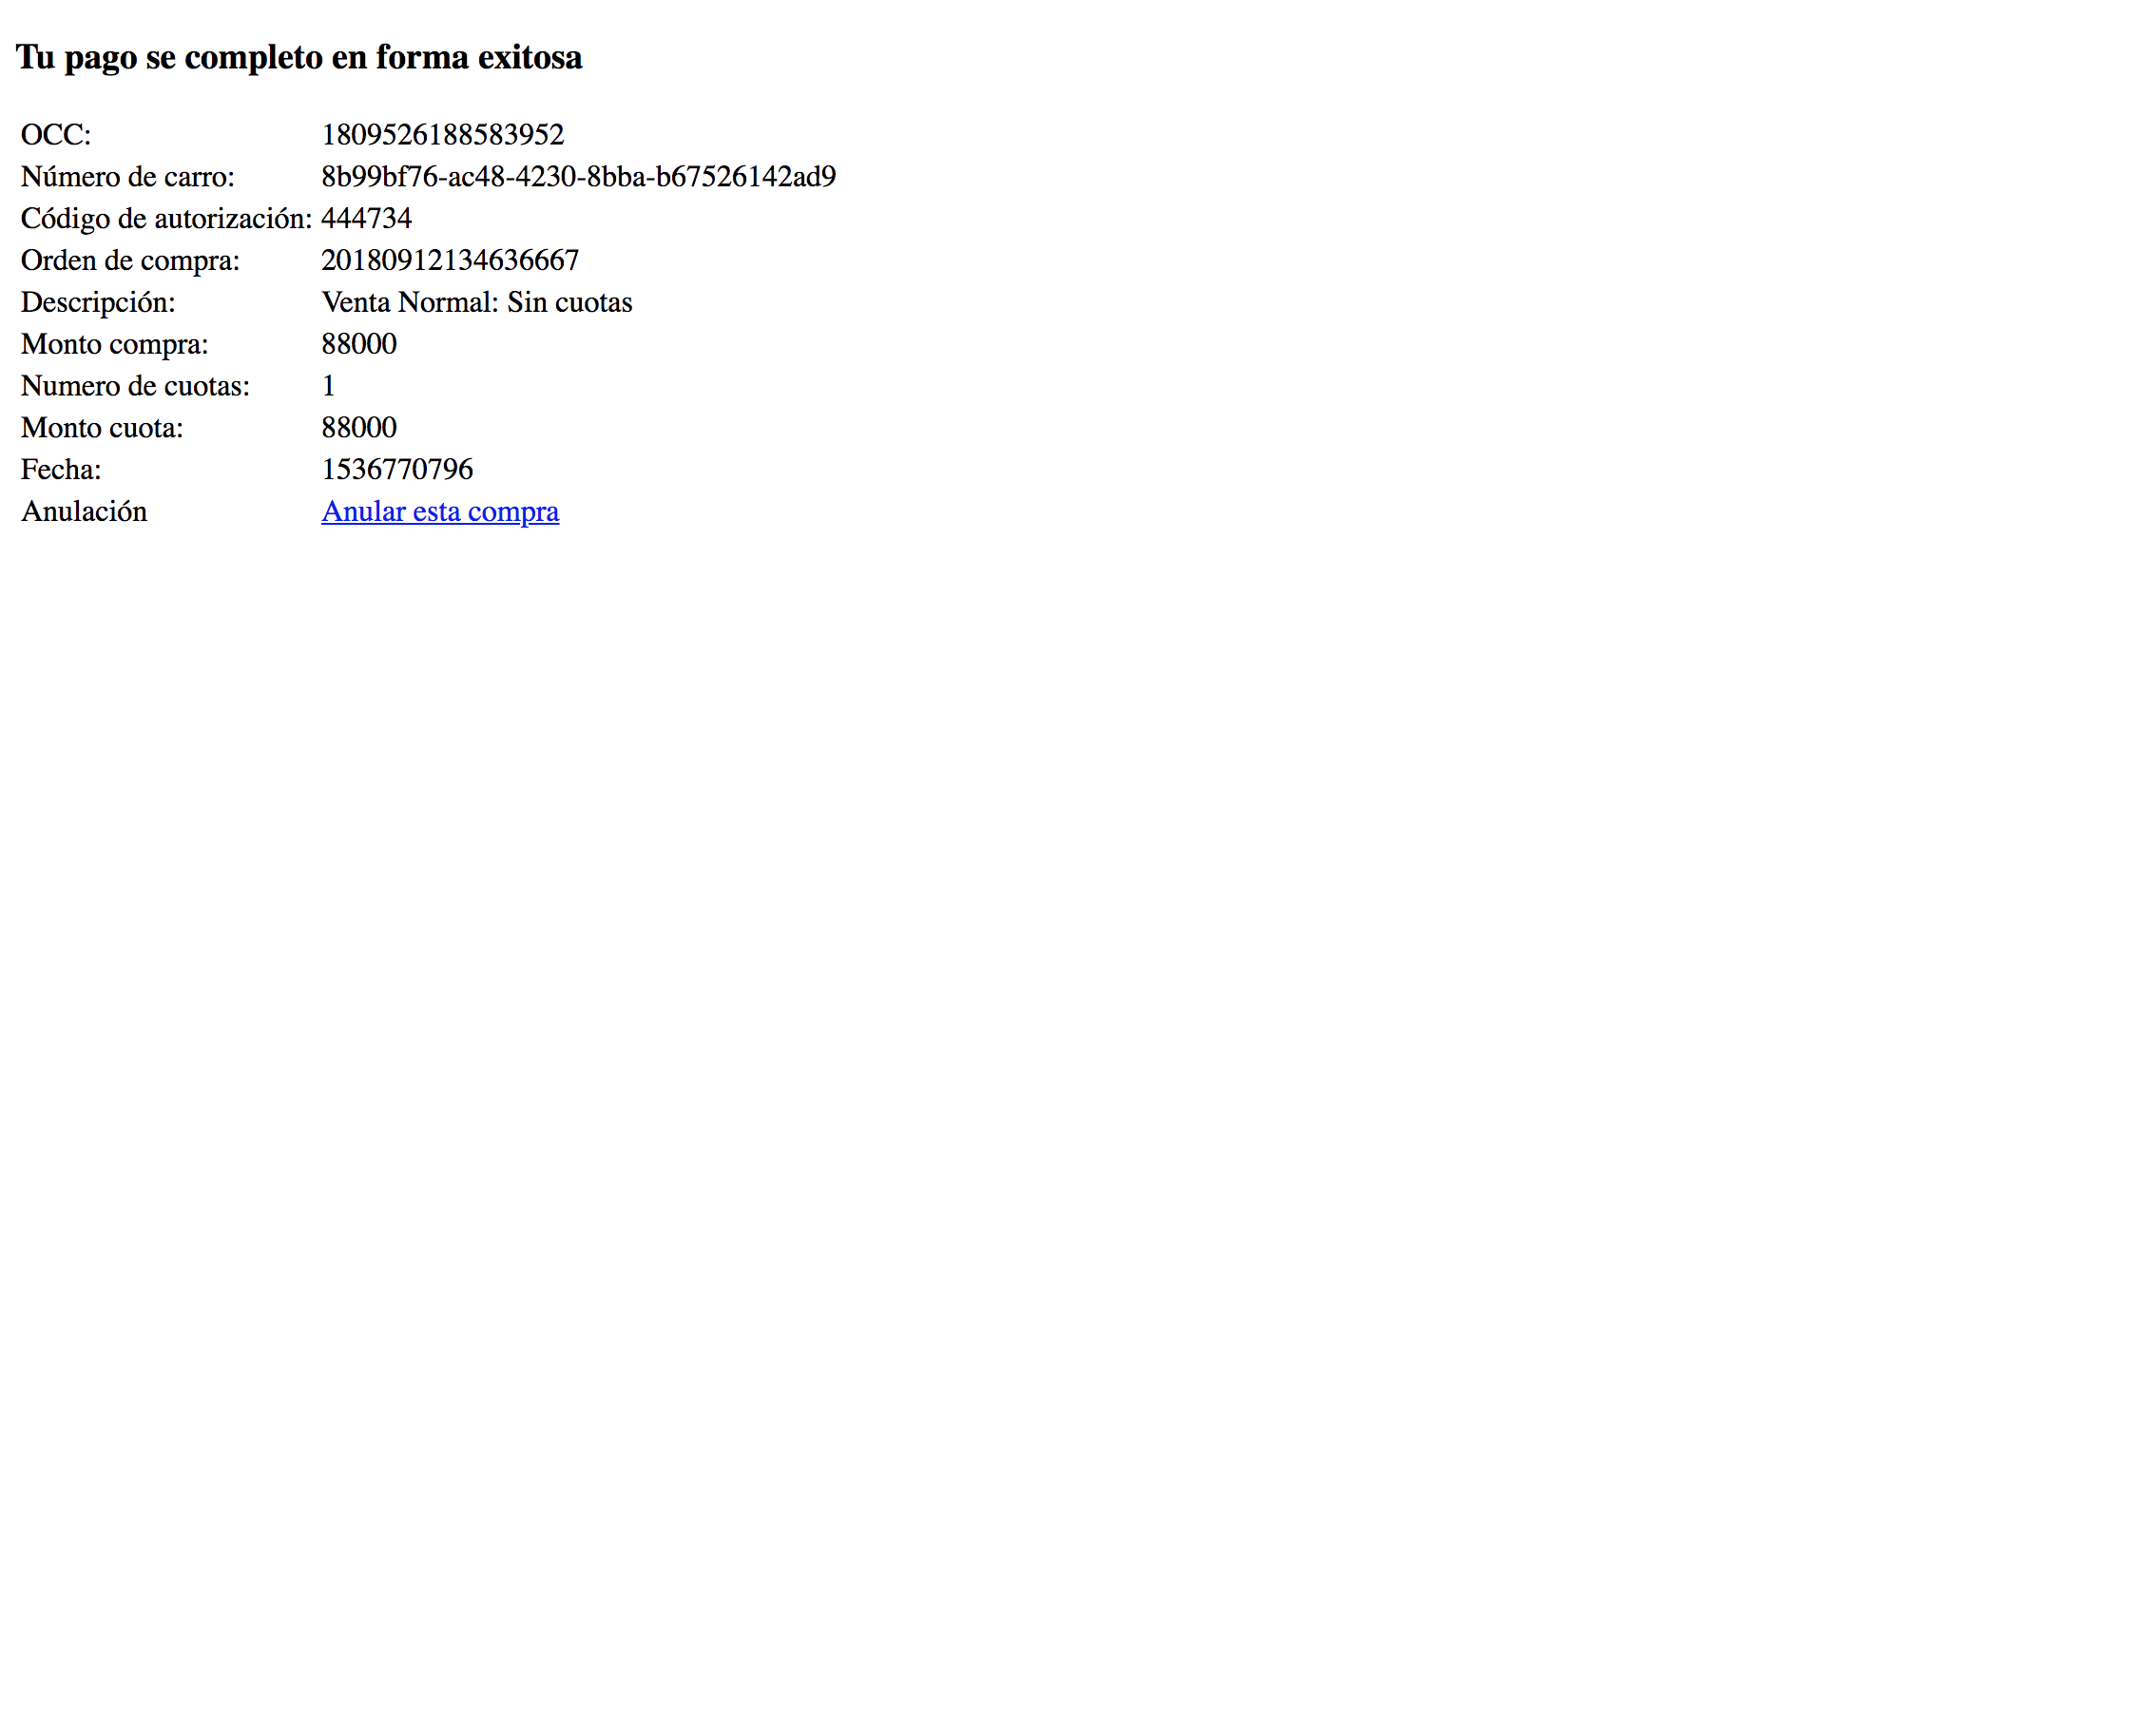 Tu pago se completo en forma exitosa
OCC: 1809526188583952
Número de carro: 8b99bf76-ac48-4230-8bba-b67526142ad9
Código de autorización: 444734
Orden de compra: 20180912134636667
Descripción: Venta Normal: Sin cuotas
Monto compra: 88000
Numero de cuotas: 1
Monto cuota: 88000
Fecha: 1536770796
Anulación Anular esta compra